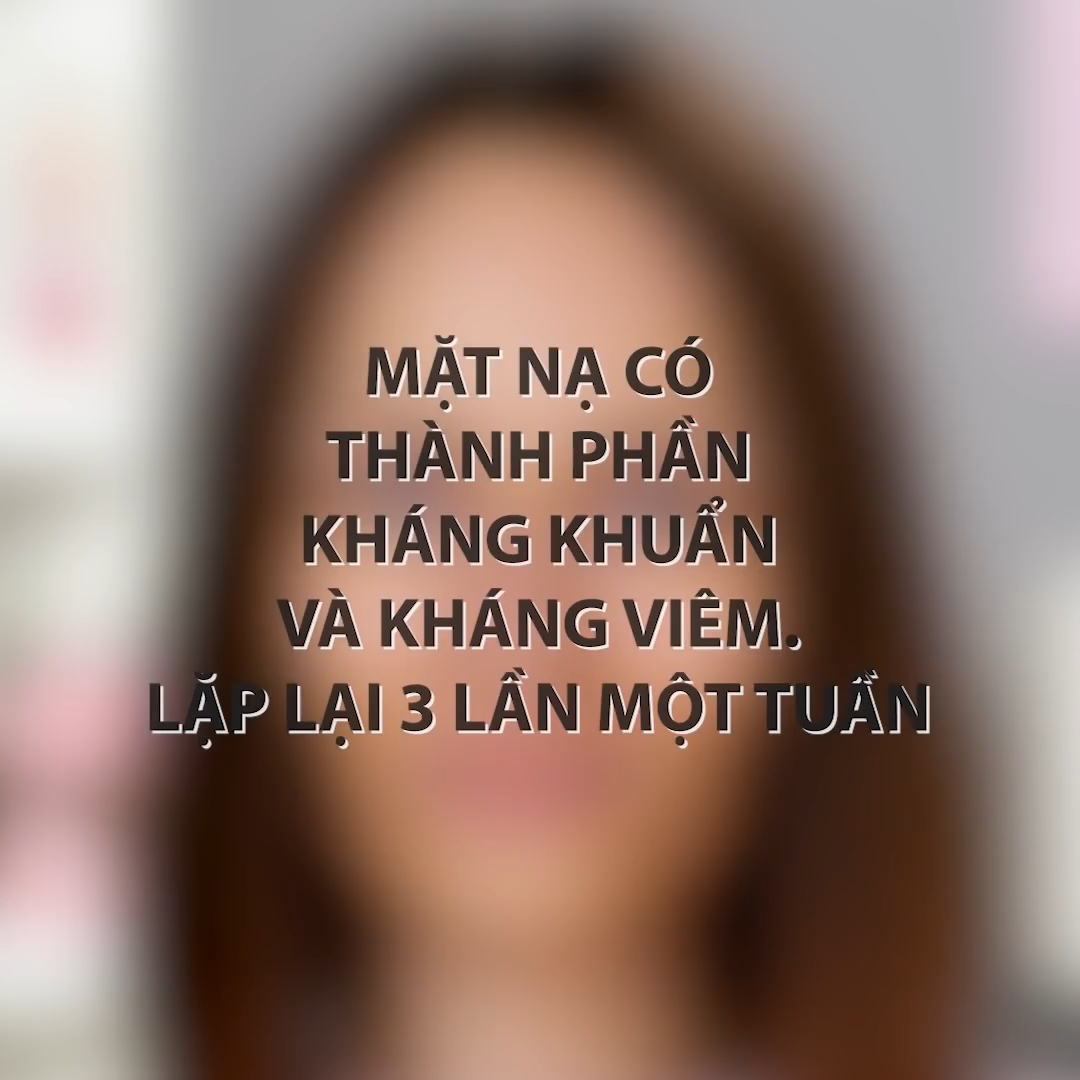 MẶT NẠ CÓ
THÀNH PHẦN
KHÁNG KHUẨN
VÀ KHÁNG VIÊM.
LẶP LẠI 3 LẦN MỘT TUẦN